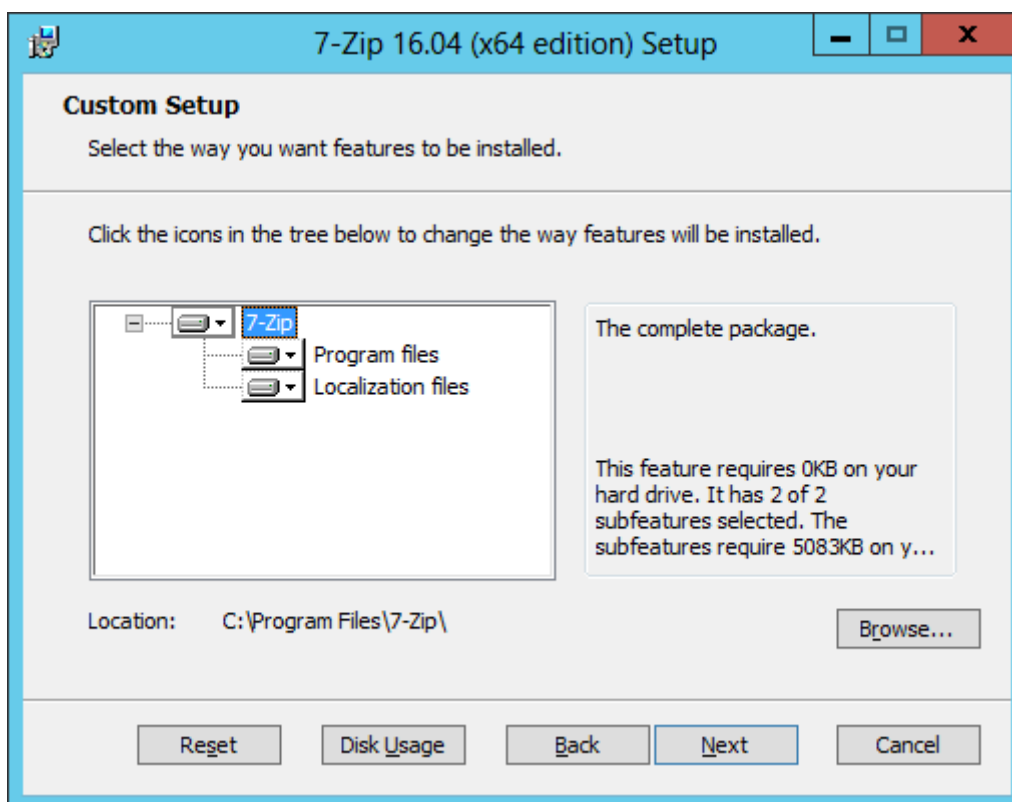 7-Zip 16.04 (x64 edition) Setup
Custom Setup
Select the way you want features to be installed.
Click the icons in the tree below to change the way features will be installed.
7-Zip
Program files
Localization files
The complete package.
This feature requires 0KB on your
hard drive. It has 2 of 2
subfeatures selected. The
subfeatures require 5083KB on y...
Location: C:\Program Files\7-Zip\
Browse...
Reset Disk Usage Back Next Cancel